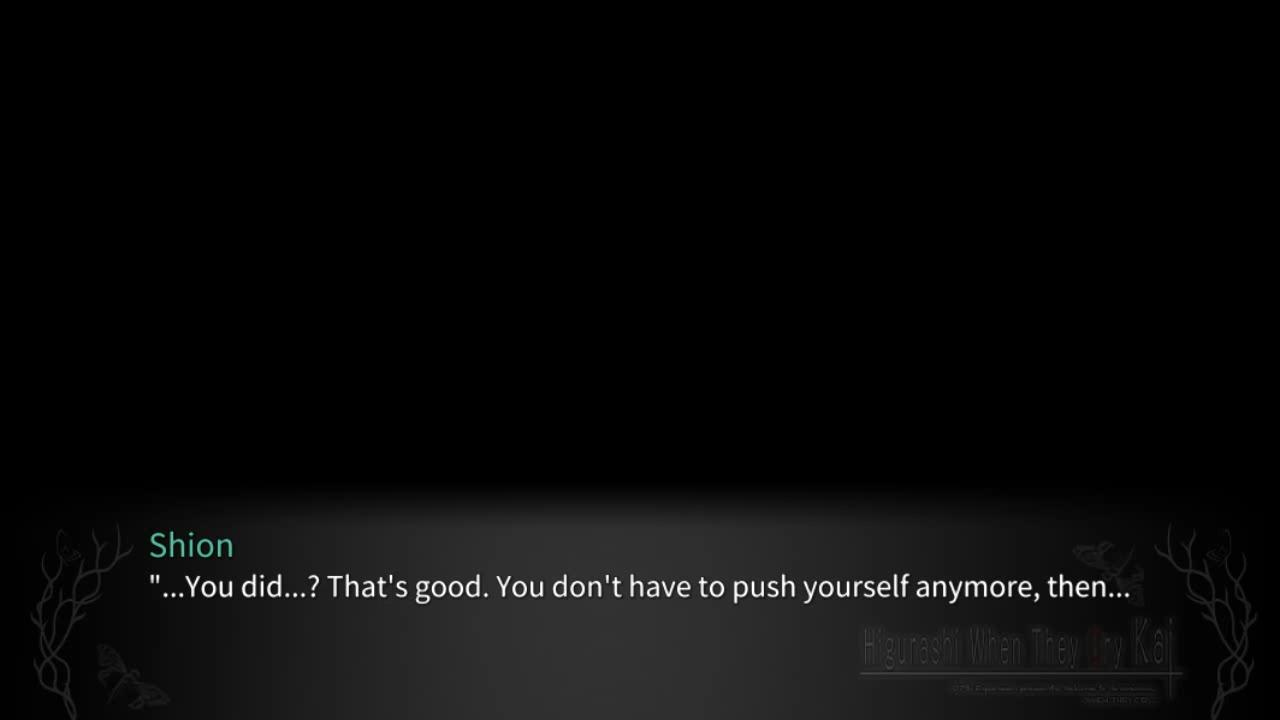 Shion
"...You did...? That's good. You don't have to push yourself anymore, then...
Higurashi When They Cry Kai